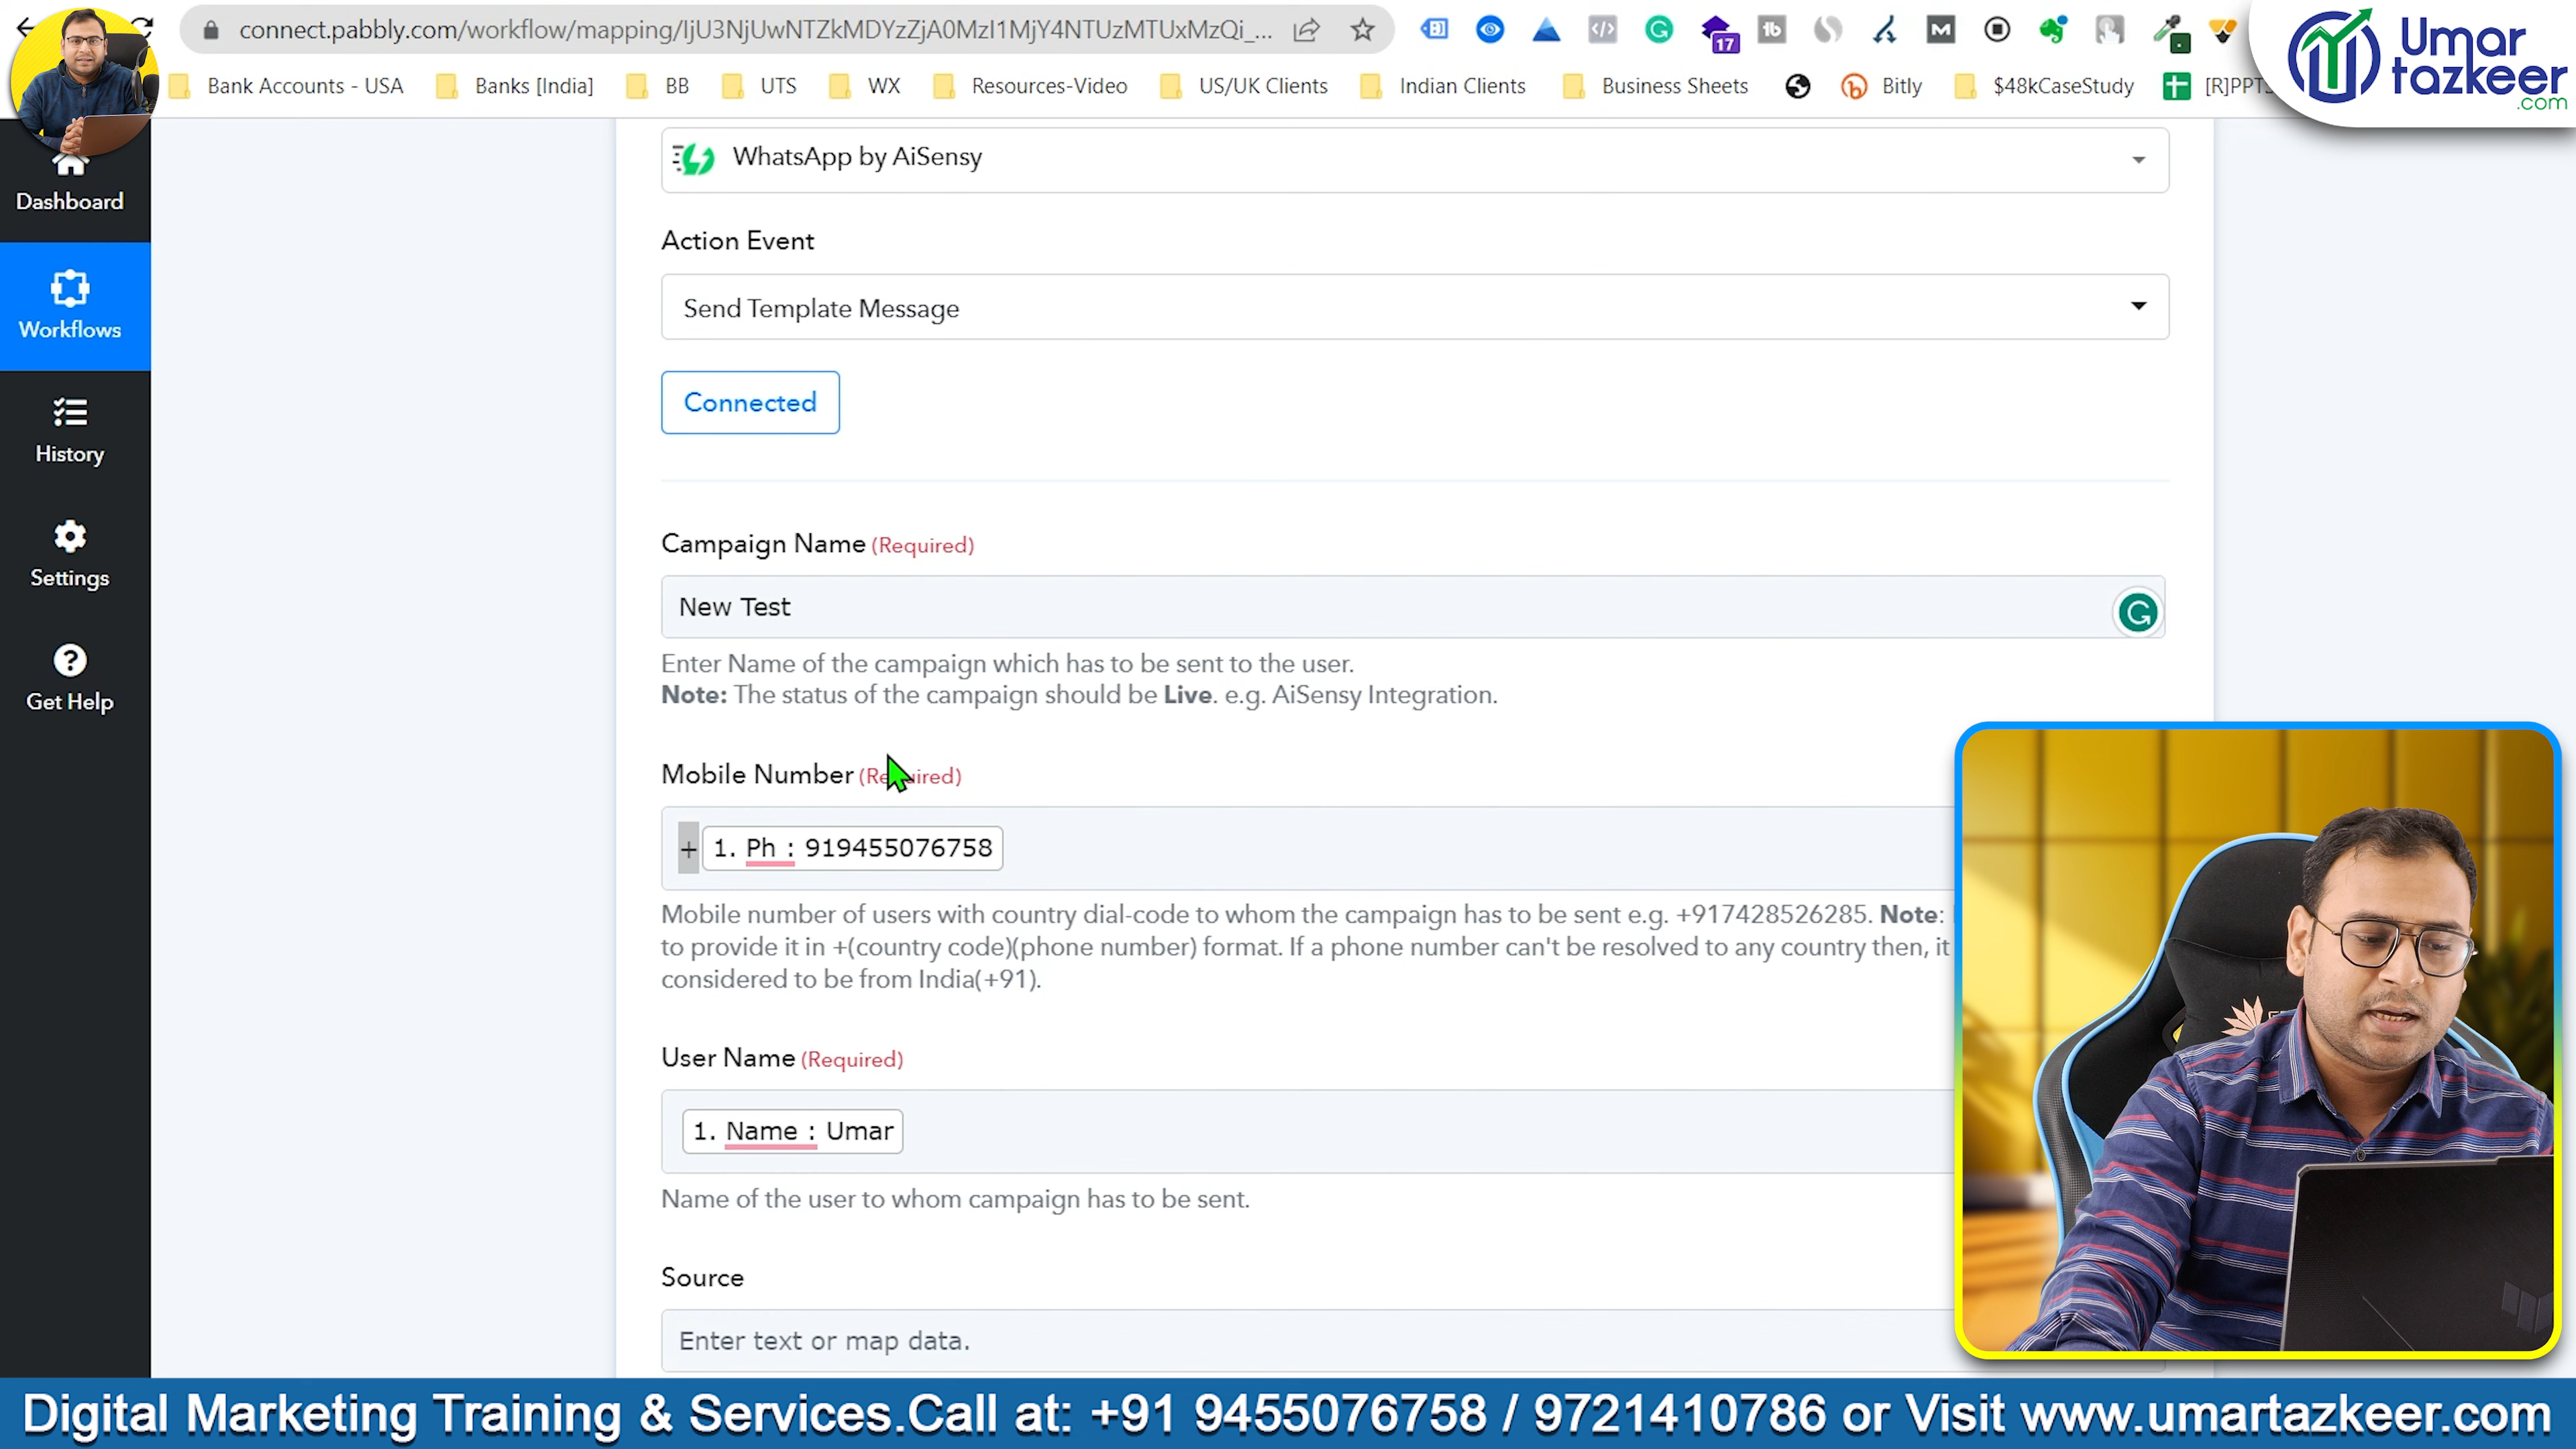 connect.pabbly.com/workflow/mapping/IjU3NjUwNTZkMDYzZjA0MzI1MjY4NTUzMTUxMzQi_...
17
Umar
tazkeer
.com
Bank Accounts - USA
Banks [India]
BB
UTS
WX
Resources-Video
US/UK Clients
Indian Clients
Business Sheets
Bitly
$48kCaseStudy
[R]PPTS
Dashboard
Workflows
History
Settings
Get Help
WhatsApp by AiSensy
Action Event
Send Template Message
Connected
Campaign Name (Required)
New Test
Enter Name of the campaign which has to be sent to the user.
Note: The status of the campaign should be Live. e.g. AiSensy Integration.
Mobile Number (Required)
+ 1. Ph : 919455076758
Mobile number of users with country dial-code to whom the campaign has to be sent e.g. +917428526285. Note:
to provide it in +(country code)(phone number) format. If a phone number can't be resolved to any country then, it
considered to be from India(+91).
User Name (Required)
1. Name : Umar
Name of the user to whom campaign has to be sent.
Source
Enter text or map data.
Digital Marketing Training & Services.Call at: +91 9455076758 / 9721410786 or Visit www.umartazkeer.com